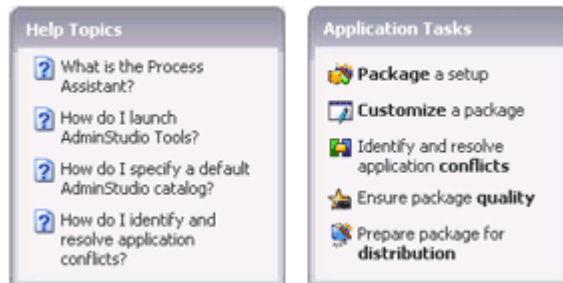 Help Topics
What is the Process
Assistant?
How do I launch
AdminStudio Tools?
How do I specify a default
AdminStudio catalog?
How do I identify and
resolve application
conflicts?
Application Tasks
Package a setup
Customize a package
Identify and resolve
application conflicts
Ensure package quality
Prepare package for
distribution